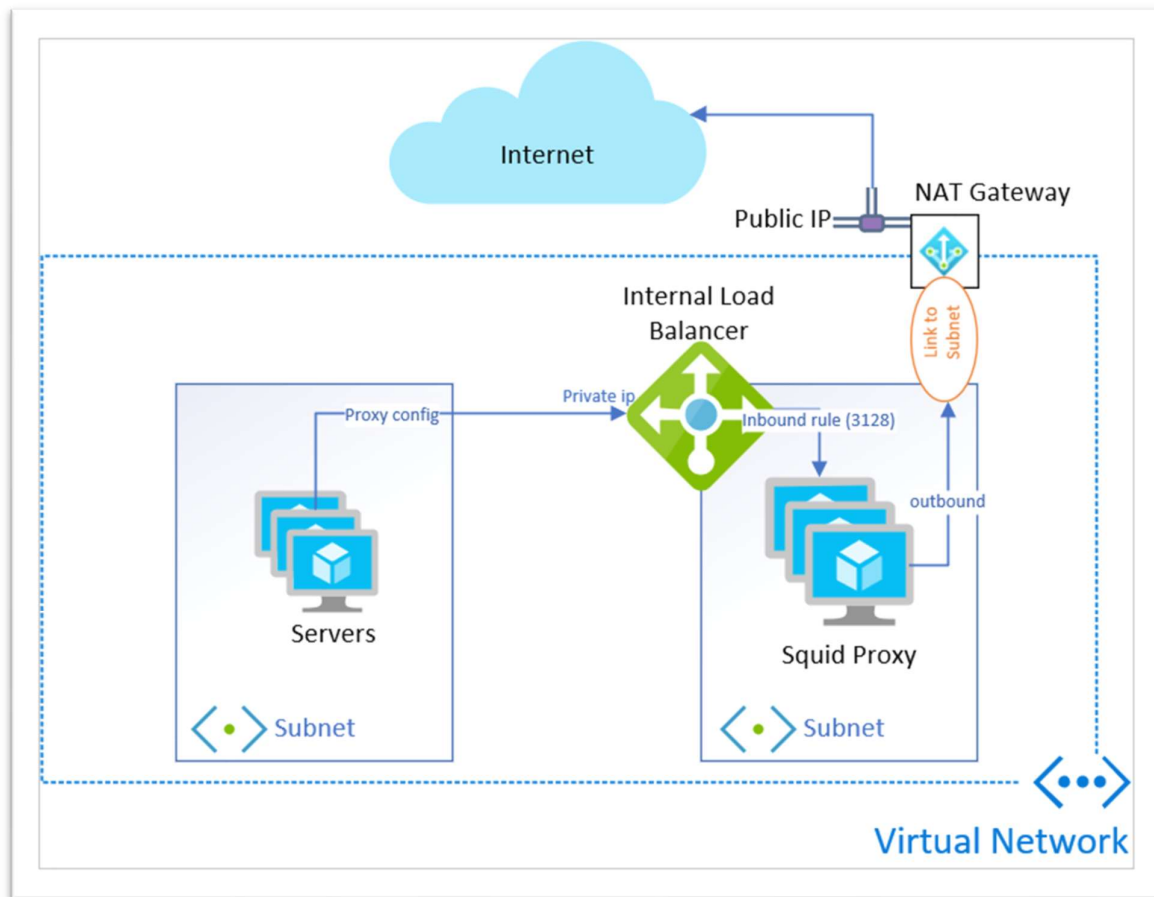 Internet
NAT Gateway
Public IP
Internal Load
Balancer
Link to
Subnet
Private ip
Proxy config
Inbound rule (3128)
outbound
Servers
Squid Proxy
Subnet
Subnet
Virtual Network